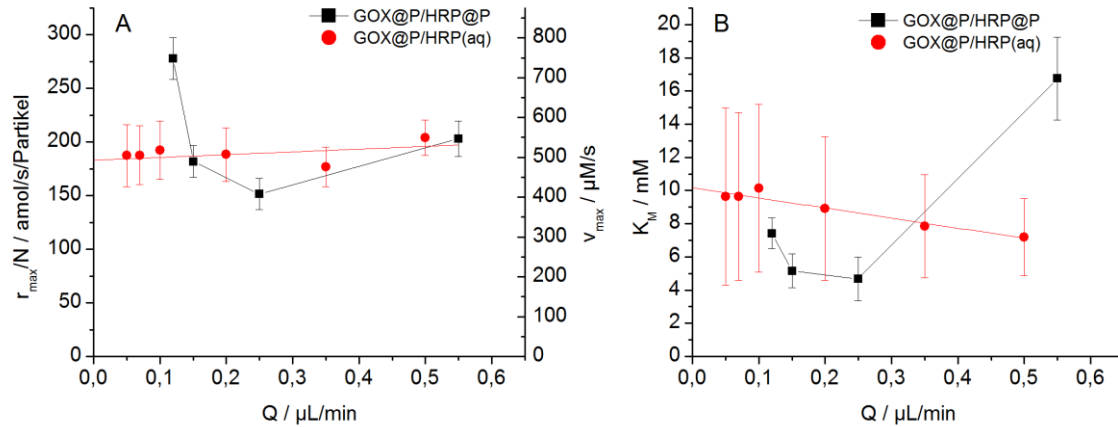 A
GOX@P/HRP@P
GOX@P/HRP(aq)
r_max/N / amol/s/Partikel
300
250
200
150
100
50
0
v_max / µM/s
800
700
600
500
400
300
200
100
0
0,0 0,1 0,2 0,3 0,4 0,5 0,6
Q / µL/min
B
GOX@P/HRP@P
GOX@P/HRP(aq)
K_M / mM
20
18
16
14
12
10
8
6
4
2
0
0,0 0,1 0,2 0,3 0,4 0,5 0,6
Q / µL/min